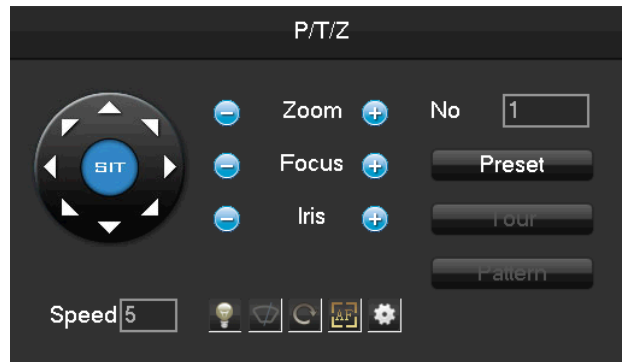 P/T/Z
Zoom
No 1
SIT
Focus
Preset
Iris
Tour
Pattern
Speed 5
AF